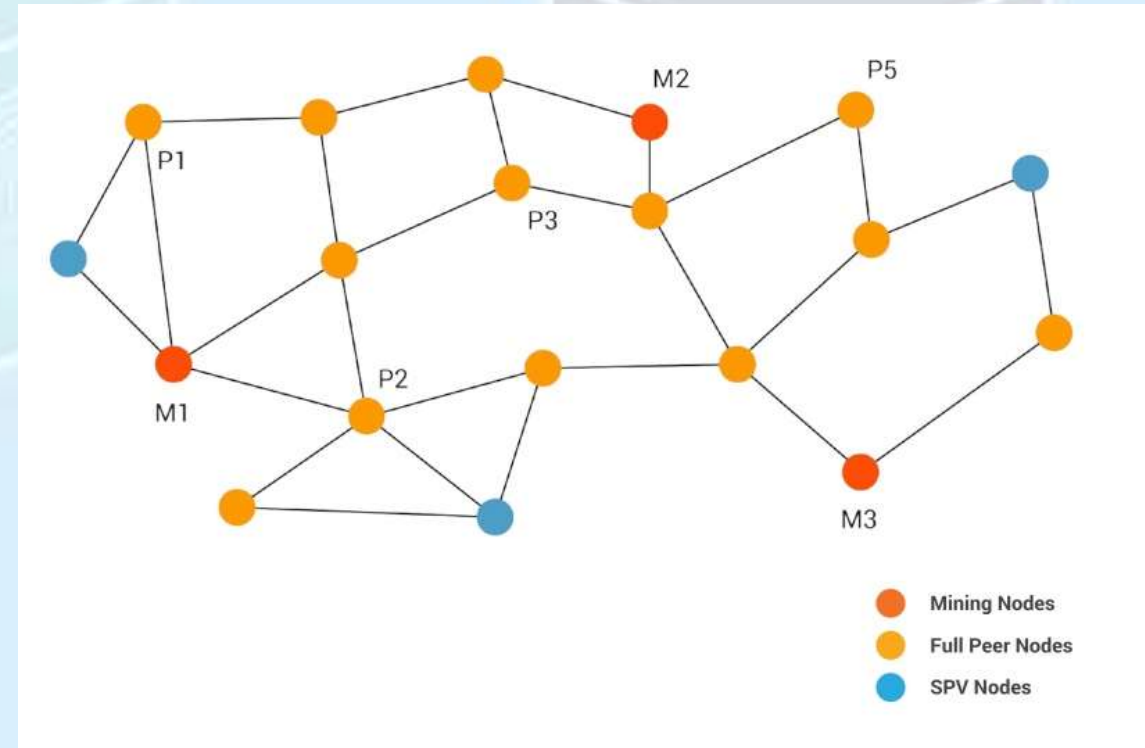 P5
M2
P1
P3
P2
M1
M3
Mining Nodes
Full Peer Nodes
SPV Nodes